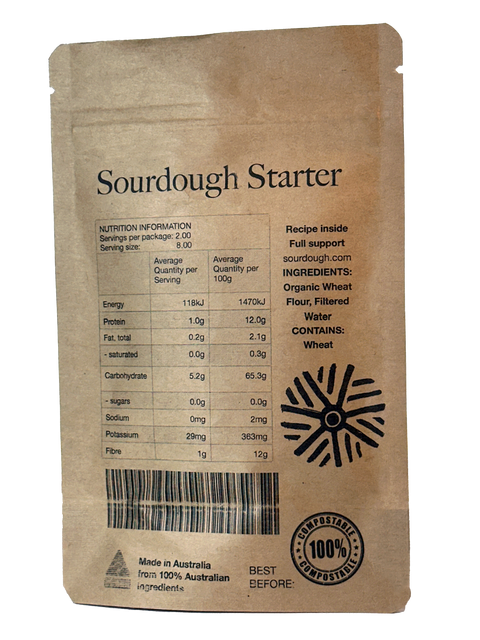 Sourdough Starter
NUTRITION INFORMATION
Servings per package: 2.00
Serving size: 8.00
Average Quantity per Serving
Average Quantity per 100g
Energy 118kJ 1470kJ
Protein 1.0g 12.0g
Fat, total 0.2g 2.1g
- saturated 0.0g 0.3g
Carbohydrate 5.2g 65.3g
- sugars 0.0g 0.0g
Sodium 0mg 2mg
Potassium 29mg 363mg
Fibre 1g 12g
Recipe inside
Full support
sourdough.com
INGREDIENTS:
Organic Wheat
Flour, Filtered
Water
CONTAINS:
Wheat
Made in Australia
from 100% Australian
ingredients
BEST
BEFORE:
COMPOSTABLE
100%
COMPOSTABLE